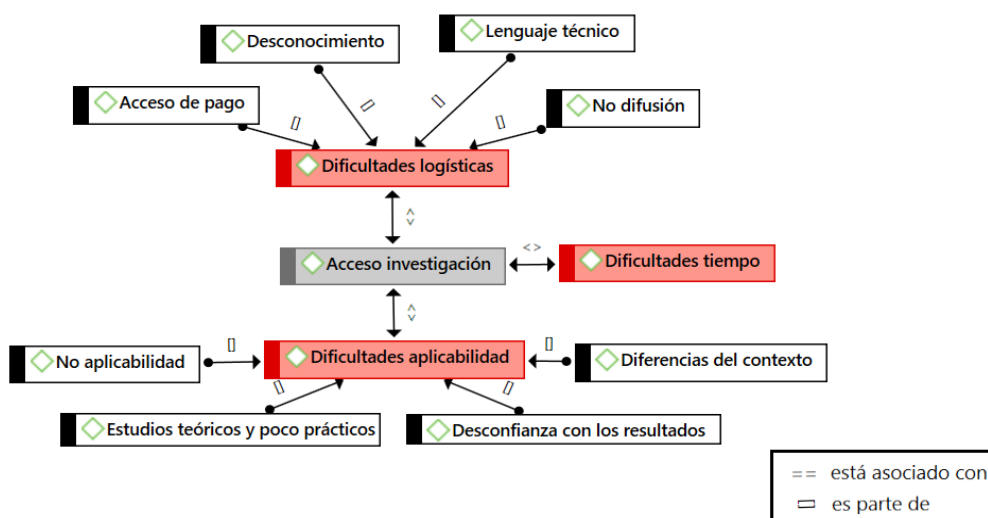 Lenguaje técnico
Desconocimiento
Acceso de pago
No difusión
[]
[]
[]
[]
Dificultades logísticas
<>
Acceso investigación
<>
Dificultades tiempo
<>
No aplicabilidad
[]
Dificultades aplicabilidad
[]
Diferencias del contexto
[]
[]
Estudios teóricos y poco prácticos
Desconfianza con los resultados
== está asociado con
[] es parte de